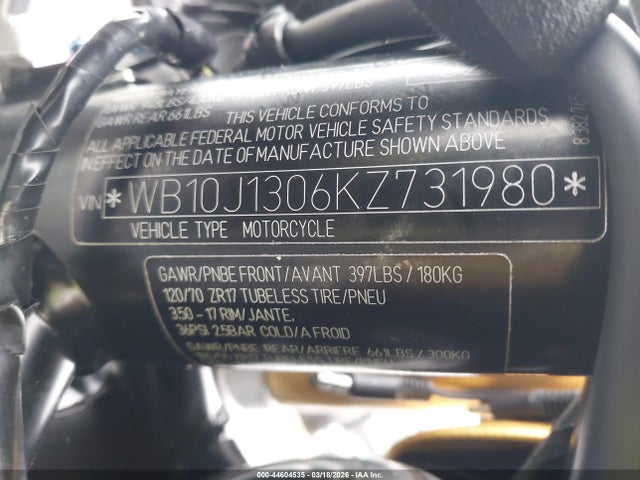 GAWR REAR 661LBS
THIS VEHICLE CONFORMS TO
ALL APPLICABLE FEDERAL MOTOR VEHICLE SAFETY STANDARDS
IN EFFECT ON THE DATE OF MANUFACTURE SHOWN ABOVE
VIN *WB10J1306KZ731980*
VEHICLE TYPE MOTORCYCLE
GAWR/PNBE FRONT/AVANT 397LBS/180KG
120/70 ZR17 TUBELESS TIRE/PNEU
3.50-17 RIM/JANTE,
36PSI 2.5BAR COLD/A FROID
GAWR/PNBE REAR/ARRIERE 661LBS/300KG
000-44604535 - 03/18/2026 - IAA Inc.